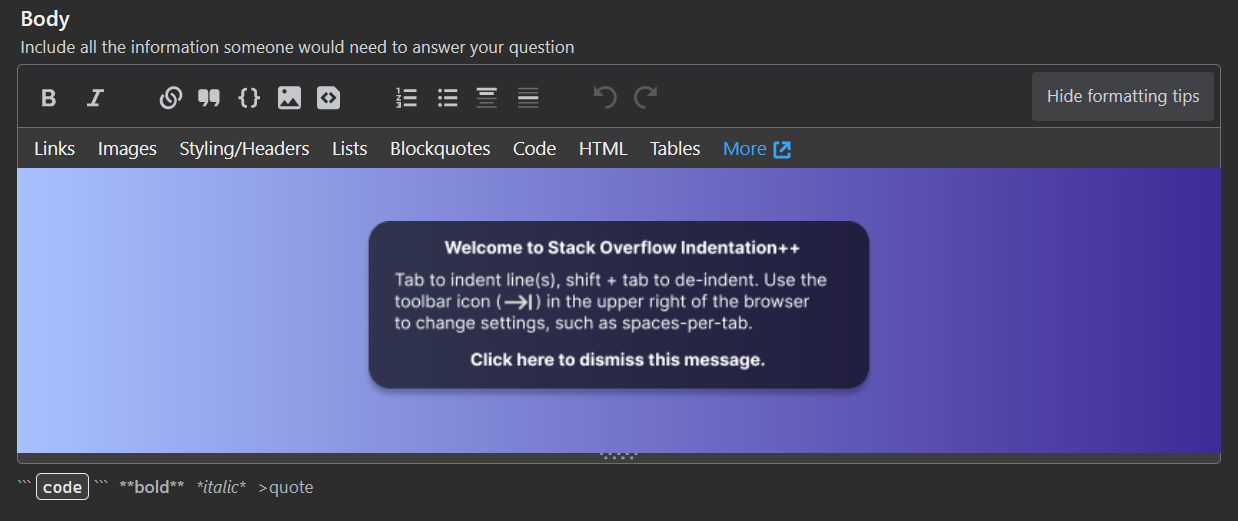 Body
Include all the information someone would need to answer your question
B I Hide formatting tips
Links Images Styling/Headers Lists Blockquotes Code HTML Tables More
Welcome to Stack Overflow Indentation++
Tab to indent line(s), shift + tab to de-indent. Use the
toolbar icon (→|) in the upper right of the browser
to change settings, such as spaces-per-tab.
Click here to dismiss this message.
``` code ``` **bold** *italic* >quote